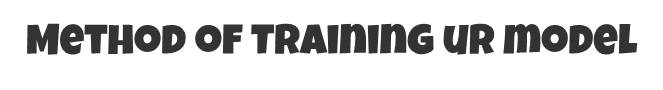 METHOD OF TRAINING UR MODEL